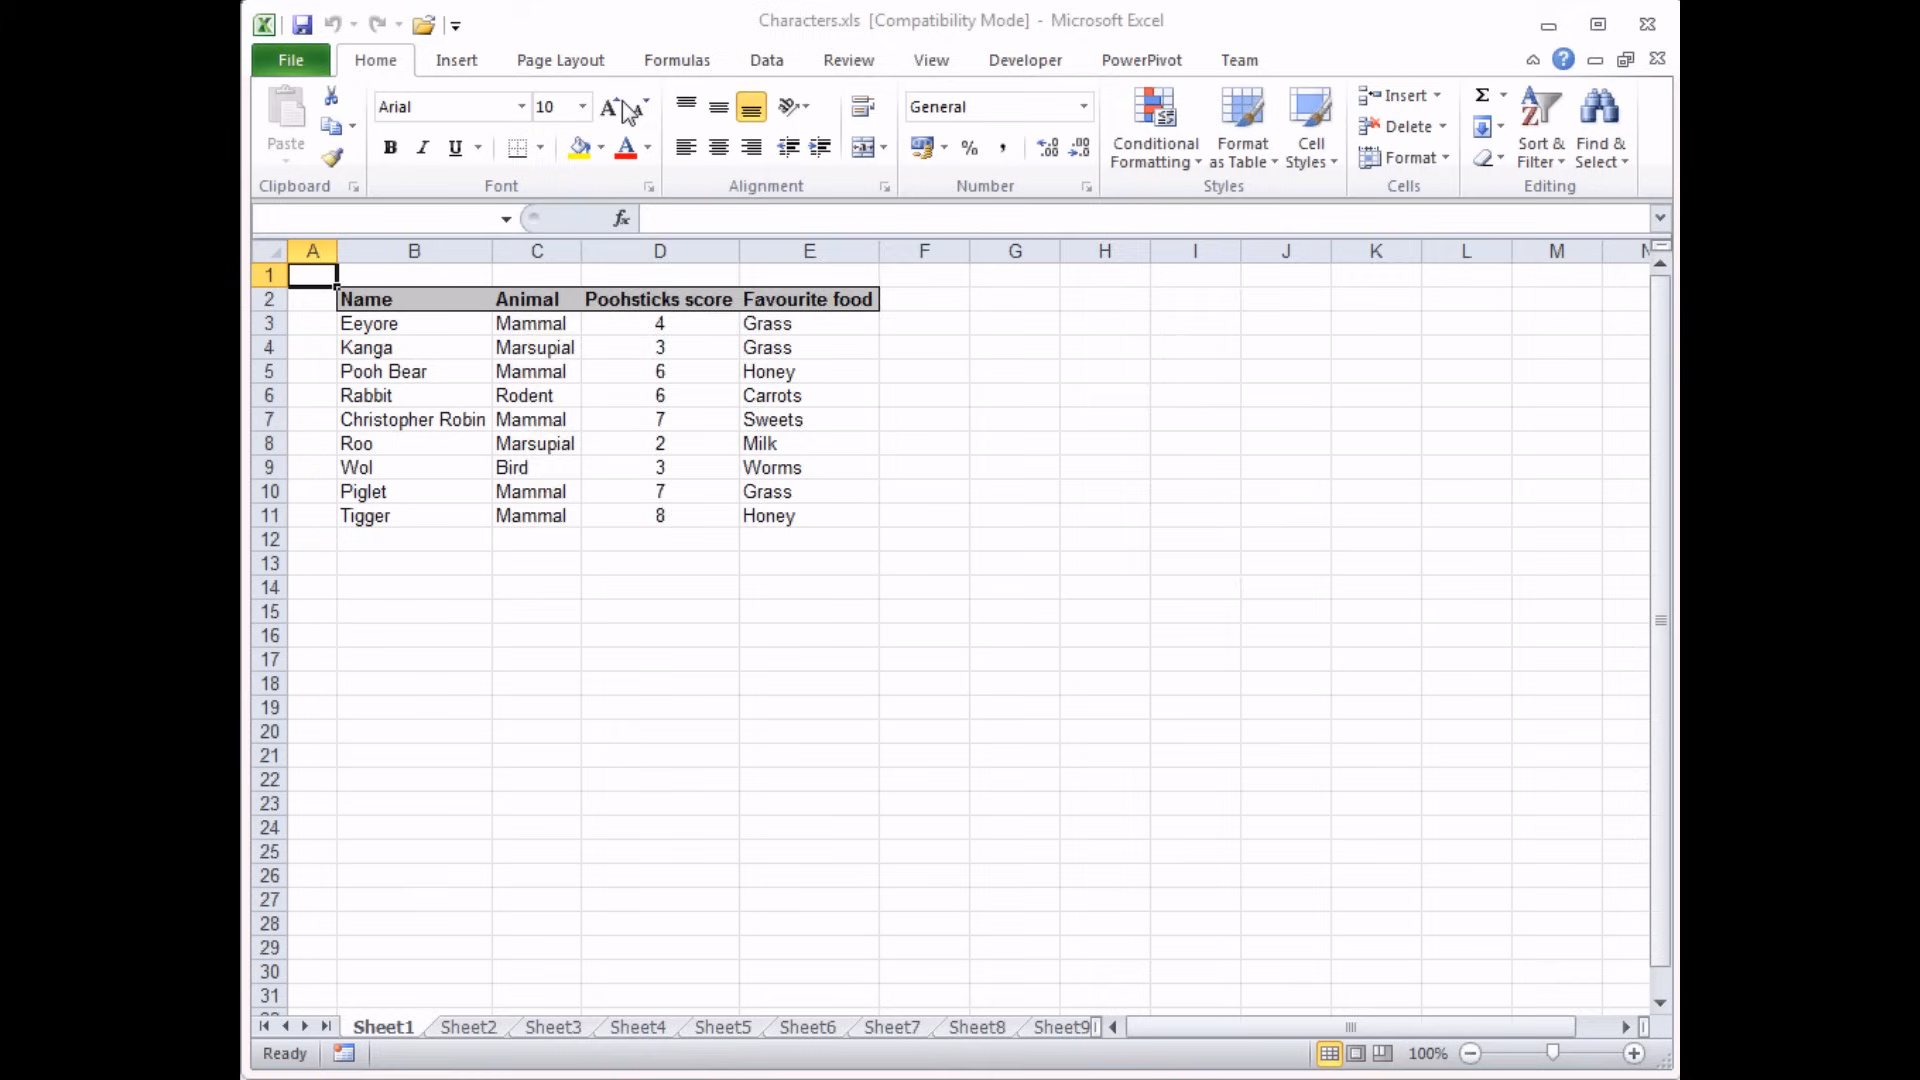 Characters.xls [Compatibility Mode] - Microsoft Excel
File Home Insert Page Layout Formulas Data Review View Developer PowerPivot Team
Paste
Clipboard
Arial 10
B I U
Font
Alignment
General
% ,
Number
Conditional Formatting
Format as Table
Cell Styles
Styles
Insert
Delete
Format
Cells
Σ
Sort & Filter
Find & Select
Editing
fx
A B C D E F G H I J K L M N
1
2 Name Animal Poohsticks score Favourite food
3 Eeyore Mammal 4 Grass
4 Kanga Marsupial 3 Grass
5 Pooh Bear Mammal 6 Honey
6 Rabbit Rodent 6 Carrots
7 Christopher Robin Mammal 7 Sweets
8 Roo Marsupial 2 Milk
9 Wol Bird 3 Worms
10 Piglet Mammal 7 Grass
11 Tigger Mammal 8 Honey
12
13
14
15
16
17
18
19
20
21
22
23
24
25
26
27
28
29
30
31
Sheet1 Sheet2 Sheet3 Sheet4 Sheet5 Sheet6 Sheet7 Sheet8 Sheet9
Ready 100%